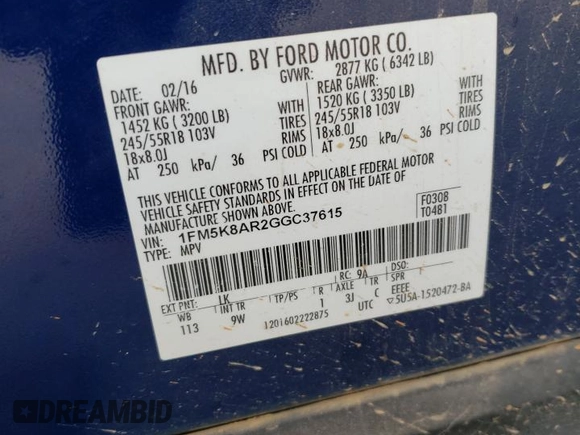 MFD. BY FORD MOTOR CO.
DATE: 02/16 GVWR: 2877 KG ( 6342 LB)
FRONT GAWR: REAR GAWR:
1452 KG ( 3200 LB) WITH 1520 KG ( 3350 LB) WITH
245/55R18 103V TIRES 245/55R18 103V TIRES
18x8.0J RIMS 18x8.0J RIMS
AT 250 kPa/ 36 PSI COLD AT 250 kPa/ 36 PSI COLD
THIS VEHICLE CONFORMS TO ALL APPLICABLE FEDERAL MOTOR
VEHICLE SAFETY STANDARDS IN EFFECT ON THE DATE OF
MANUFACTURE SHOWN ABOVE.
VIN: 1FM5K8AR2GGC37615 F0308
TYPE: MPV T0481
EXT PNT: LK RC: 9A DSO:
WB INT TR TP/PS R AXLE TR SPR
113 9W 1 3J C EEEE
1201602222875 UTC ▽5U5A-1520472-BA
DREAMBID